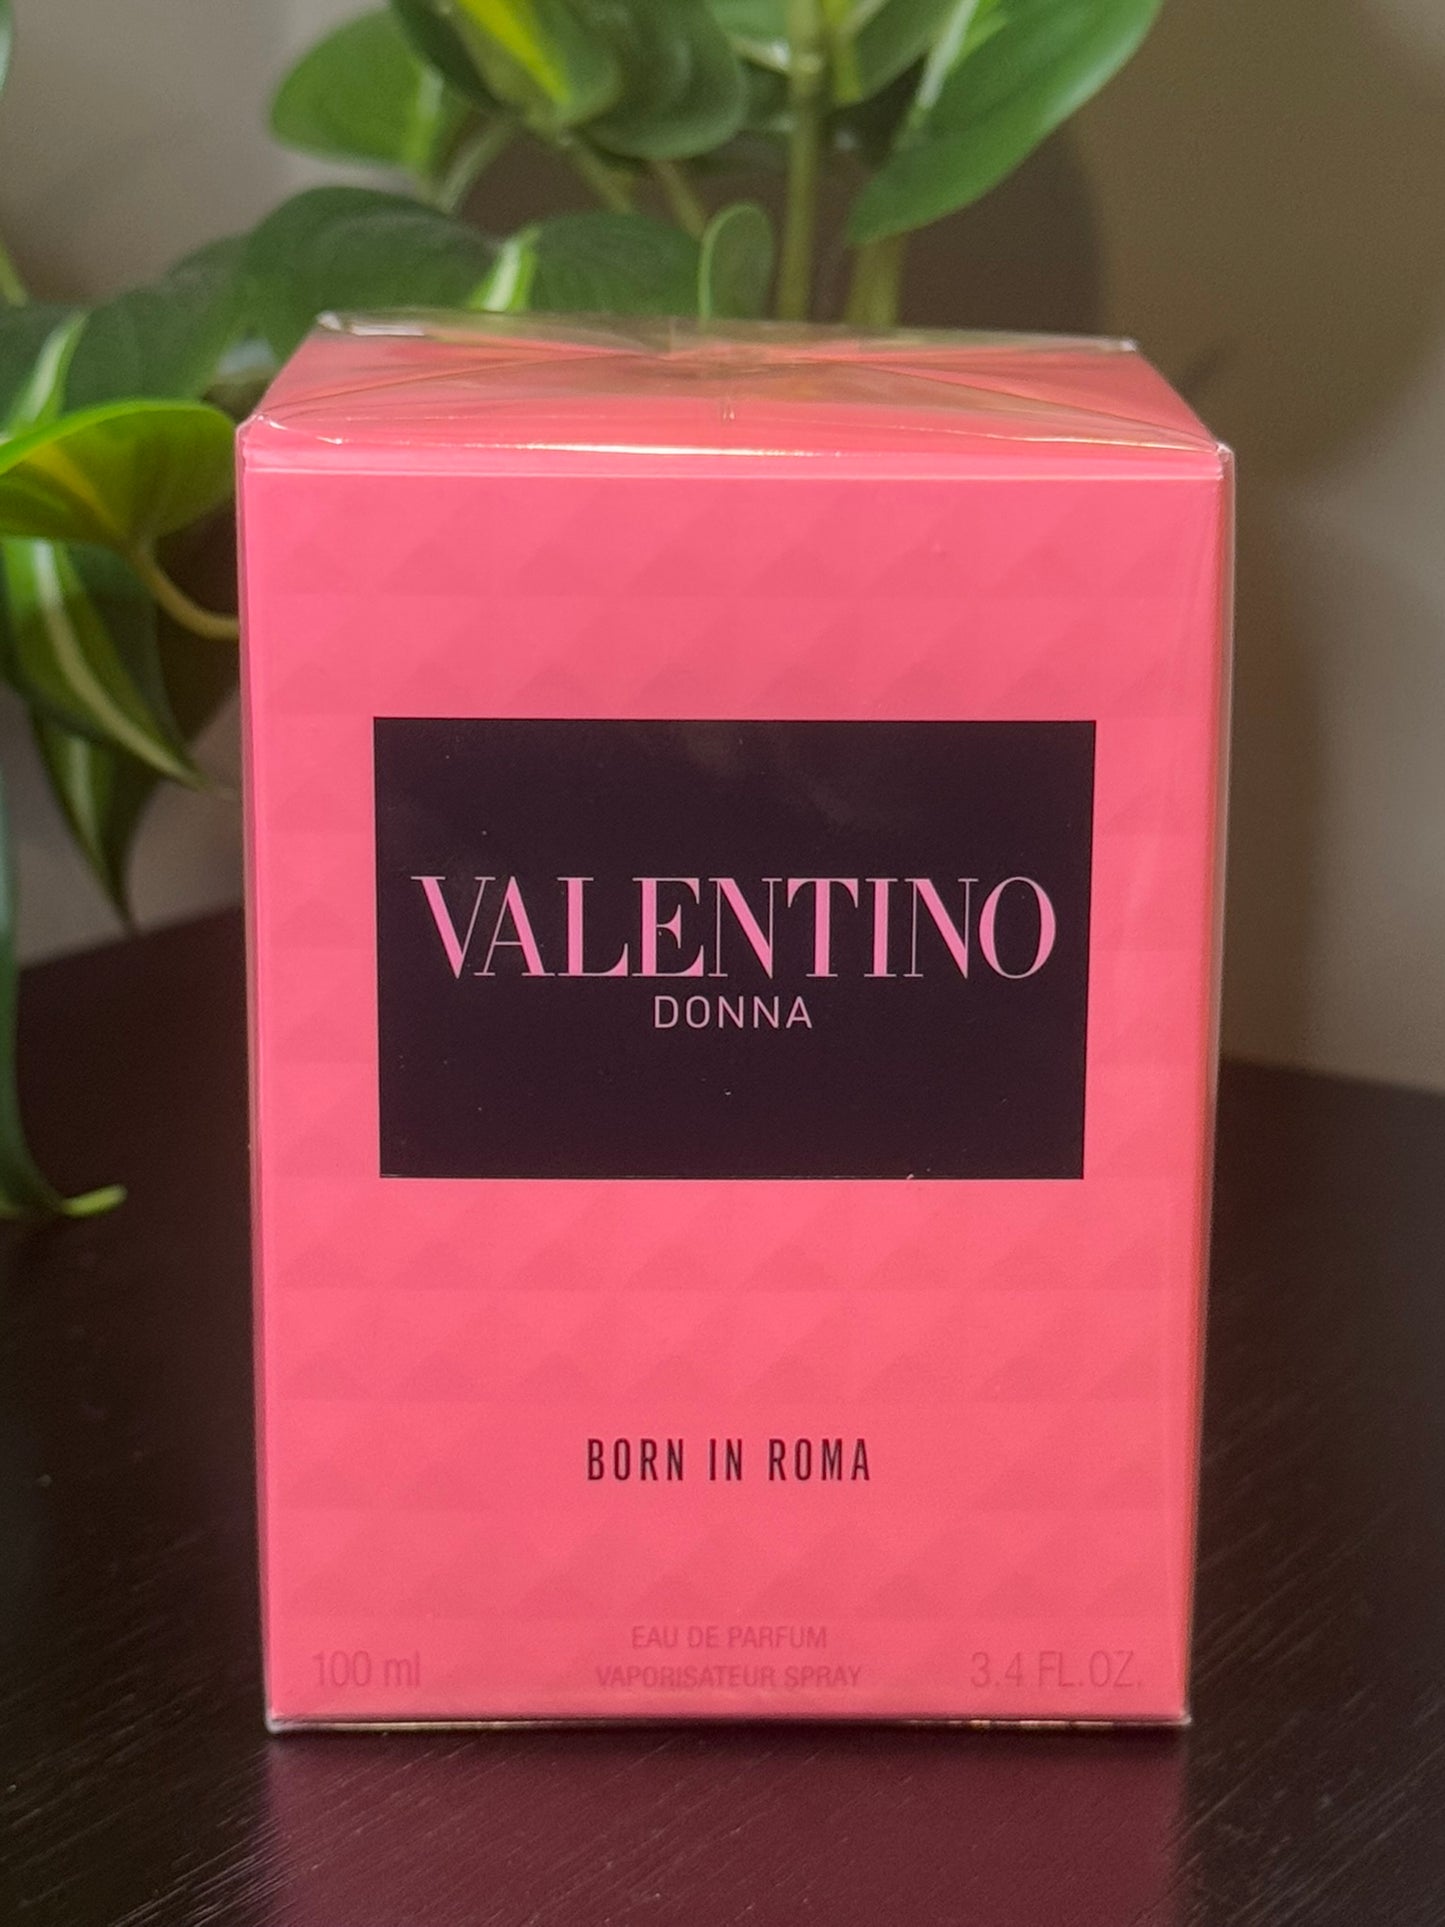 VALENTINO
DONNA
BORN IN ROMA
EAU DE PARFUM
100 ml VAPORISATEUR SPRAY 3.4 FL.OZ.